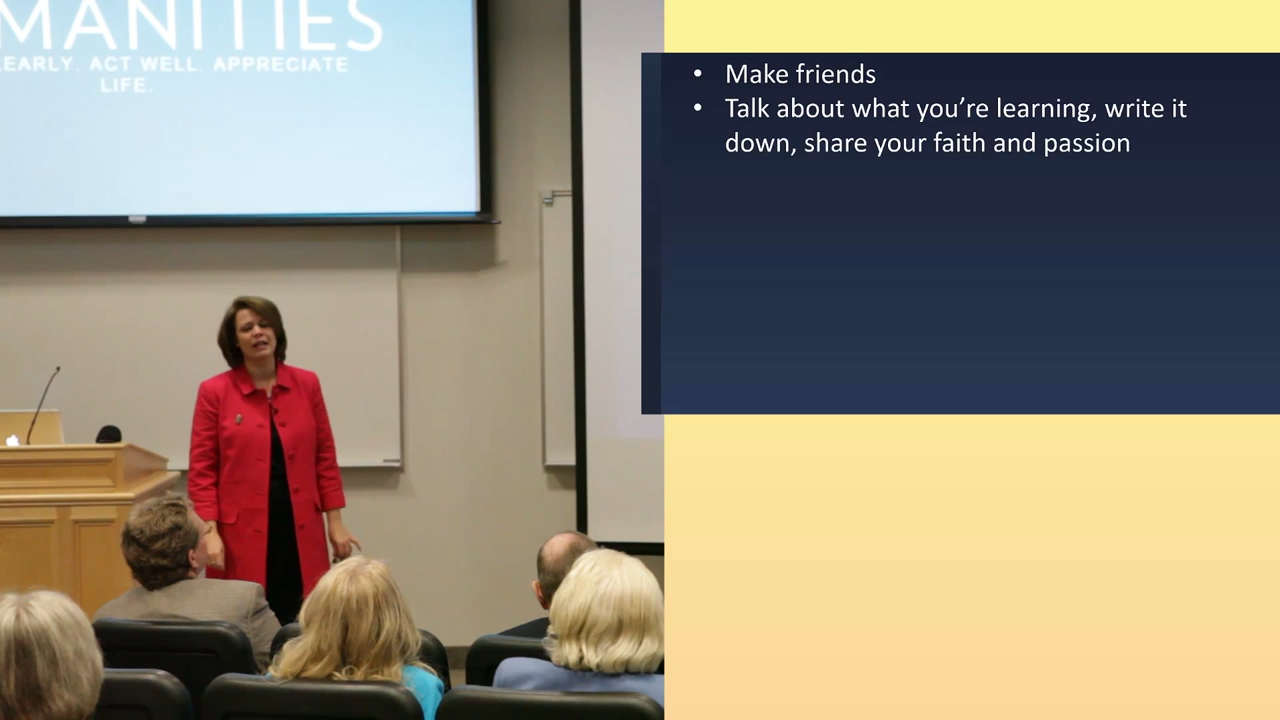 MANITIES
EARLY. ACT WELL. APPRECIATE
LIFE.
• Make friends
• Talk about what you're learning, write it
down, share your faith and passion